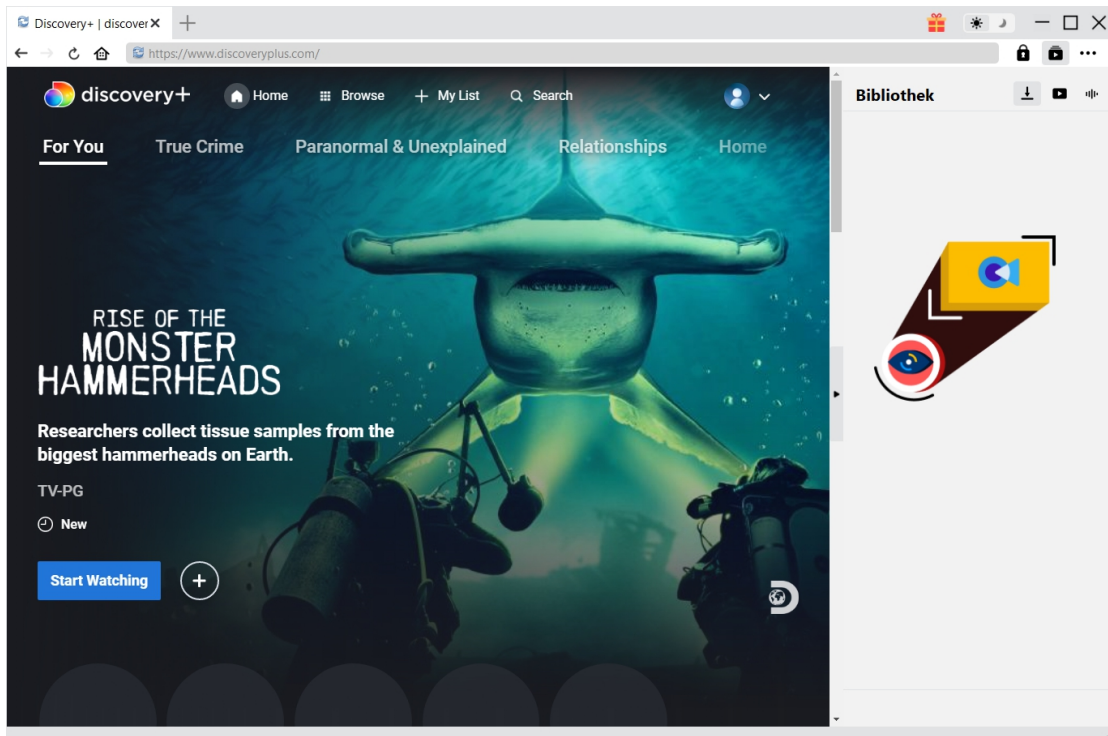 Discovery+ | discover
https://www.discoveryplus.com/
discovery+ Home Browse My List Search
Bibliothek
For You True Crime Paranormal & Unexplained Relationships Home
RISE OF THE
MONSTER
HAMMERHEADS
Researchers collect tissue samples from the
biggest hammerheads on Earth.
TV-PG
New
Start Watching